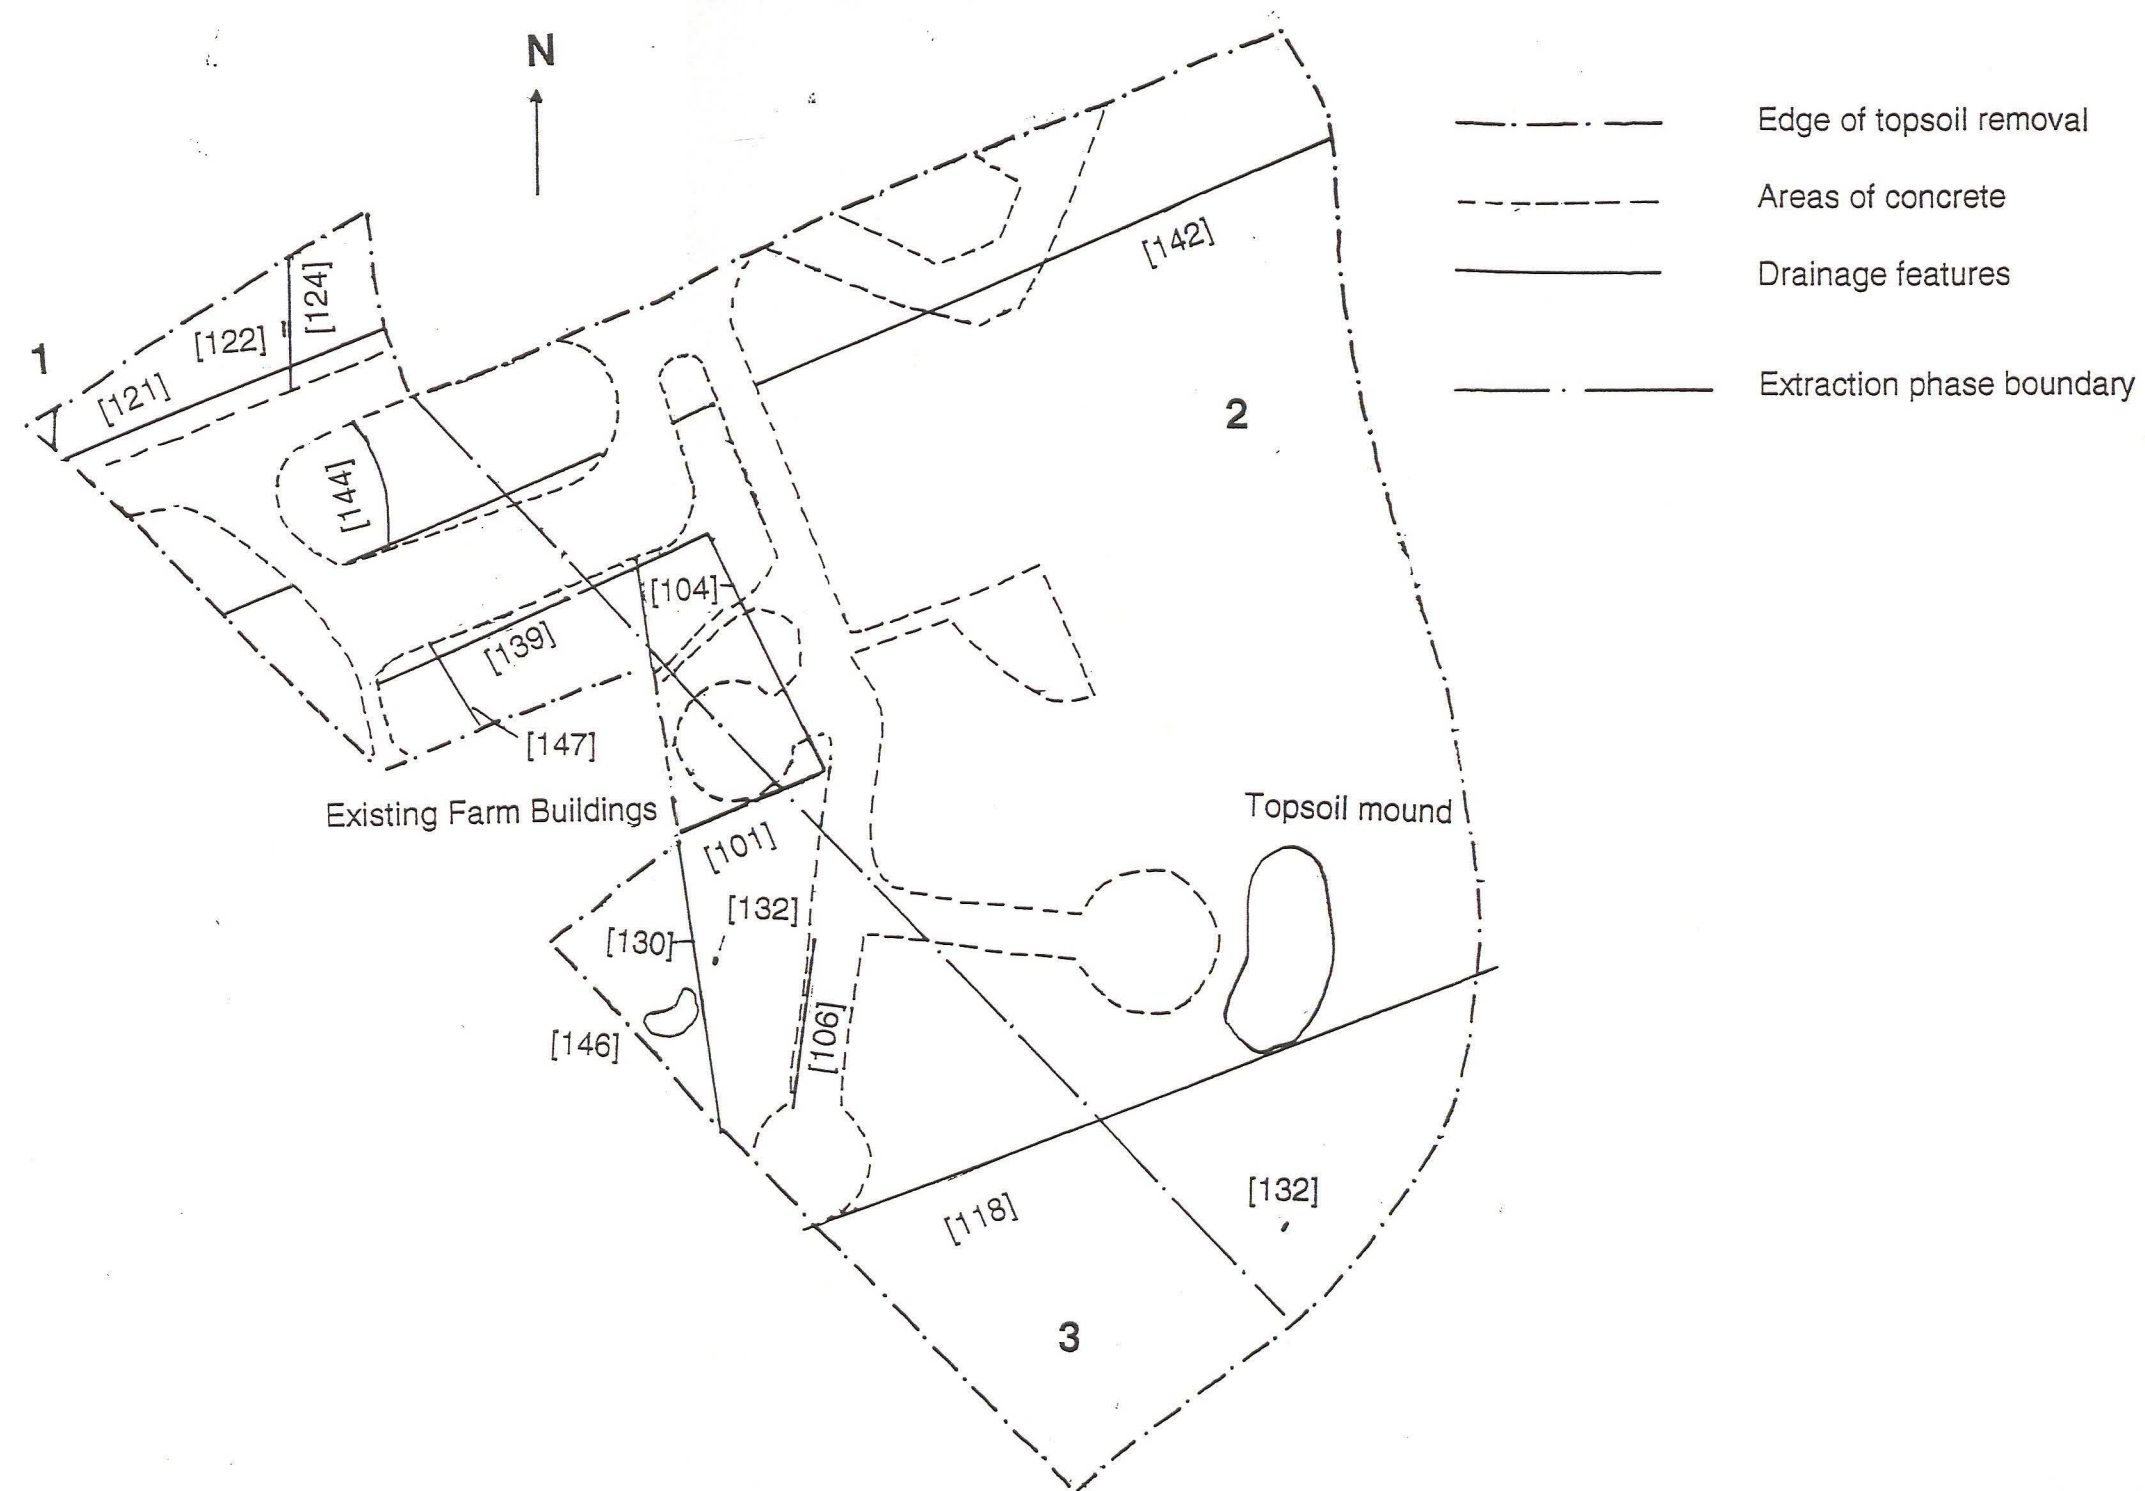 N
Edge of topsoil removal
Areas of concrete
Drainage features
Extraction phase boundary
1
[124]
[122]
[121]
[142]
2
[144]
[104]
[139]
[147]
Existing Farm Buildings
Topsoil mound
[101]
[132]
[130]
[106]
[146]
[132]
[118]
3